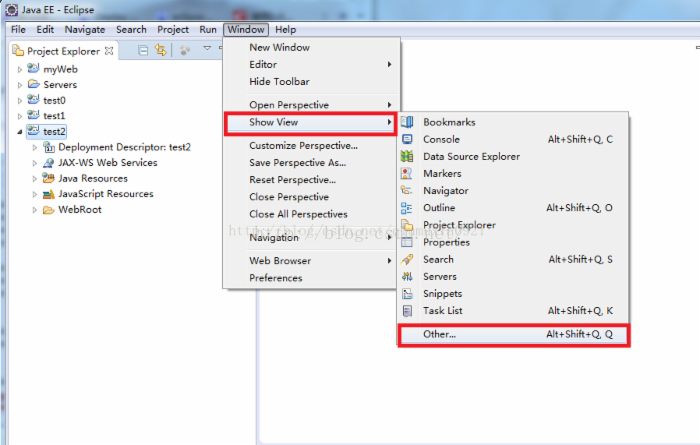 Java EE - Eclipse
File Edit Navigate Search Project Run Window Help
Project Explorer
myWeb
Servers
test0
test1
test2
Deployment Descriptor: test2
JAX-WS Web Services
Java Resources
JavaScript Resources
WebRoot
New Window
Editor
Hide Toolbar
Open Perspective
Show View
Customize Perspective...
Save Perspective As...
Reset Perspective...
Close Perspective
Close All Perspectives
Navigation
Web Browser
Preferences
Bookmarks
Console Alt+Shift+Q, C
Data Source Explorer
Markers
Navigator
Outline Alt+Shift+Q, O
Project Explorer
Properties
Search Alt+Shift+Q, S
Servers
Snippets
Task List Alt+Shift+Q, K
Other... Alt+Shift+Q, Q